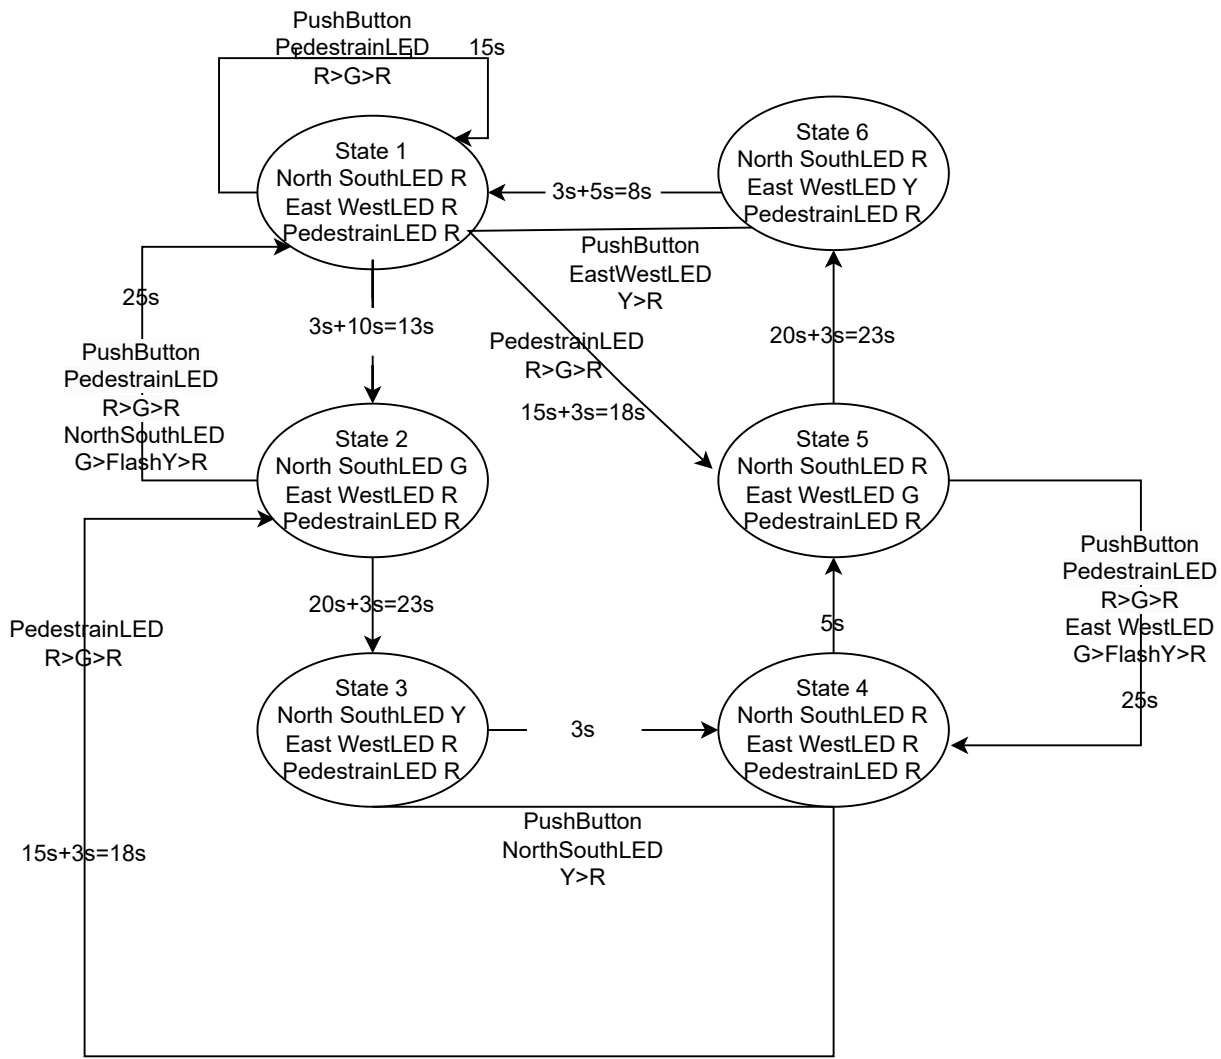 PushButton
PedestrainLED
R>G>R
15s
State 1
North SouthLED R
East WestLED R
PedestrainLED R
3s+5s=8s
State 6
North SouthLED R
East WestLED Y
PedestrainLED R
PushButton
EastWestLED
Y>R
25s
PushButton
PedestrainLED
R>G>R
NorthSouthLED
G>FlashY>R
3s+10s=13s
PedestrainLED
R>G>R
15s+3s=18s
20s+3s=23s
State 2
North SouthLED G
East WestLED R
PedestrainLED R
State 5
North SouthLED R
East WestLED G
PedestrainLED R
PushButton
PedestrainLED
R>G>R
East WestLED
G>FlashY>R
25s
20s+3s=23s
5s
PedestrainLED
R>G>R
State 3
North SouthLED Y
East WestLED R
PedestrainLED R
3s
State 4
North SouthLED R
East WestLED R
PedestrainLED R
PushButton
NorthSouthLED
Y>R
15s+3s=18s